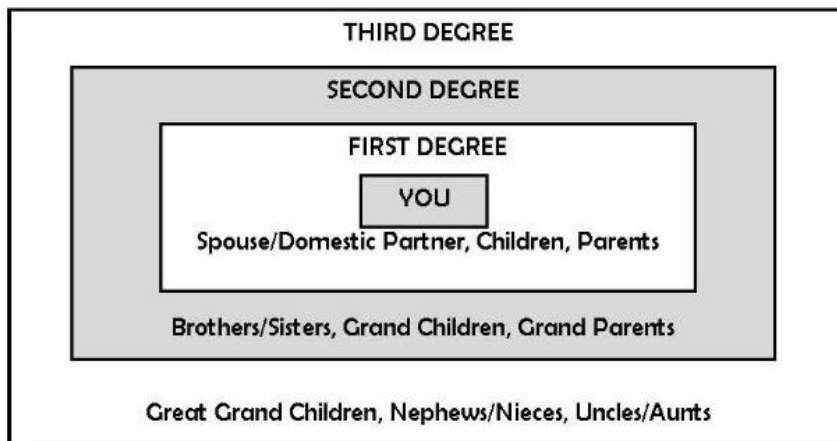 THIRD DEGREE
SECOND DEGREE
FIRST DEGREE
YOU
Spouse/Domestic Partner, Children, Parents
Brothers/Sisters, Grand Children, Grand Parents
Great Grand Children, Nephews/Nieces, Uncles/Aunts